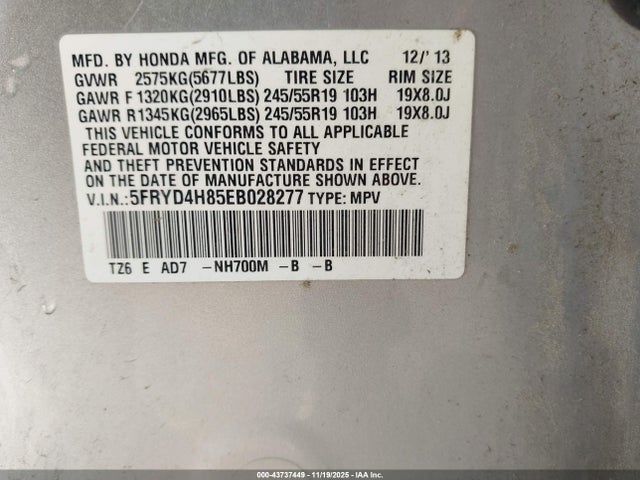 MFD. BY HONDA MFG. OF ALABAMA, LLC 12/' 13
GVWR 2575KG(5677LBS) TIRE SIZE RIM SIZE
GAWR F 1320KG(2910LBS) 245/55R19 103H 19X8.0J
GAWR R1345KG(2965LBS) 245/55R19 103H 19X8.0J
THIS VEHICLE CONFORMS TO ALL APPLICABLE
FEDERAL MOTOR VEHICLE SAFETY
AND THEFT PREVENTION STANDARDS IN EFFECT
ON THE DATE OF MANUFACTURE SHOWN ABOVE.
V.I.N.:5FRYD4H85EB028277 TYPE: MPV
TZ6 E AD7 -NH700M -B -B
000-43737449 - 11/19/2025 - IAA Inc.